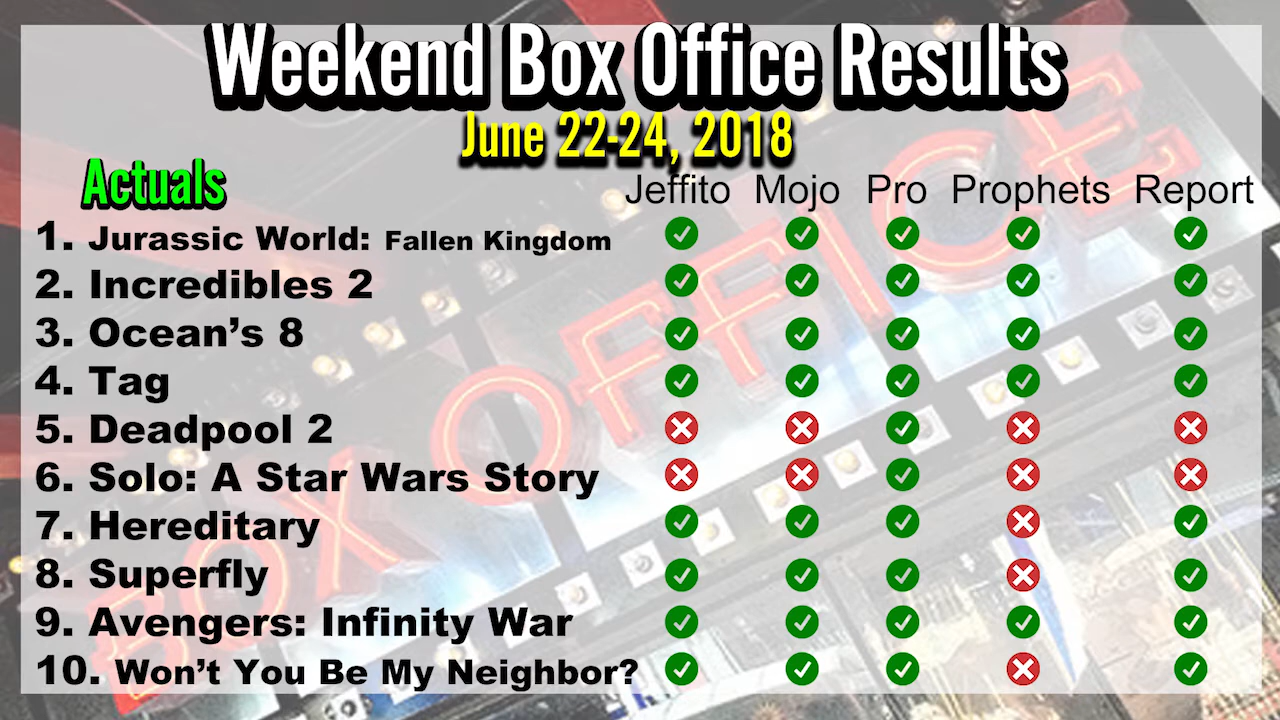 Weekend Box Office Results
June 22-24, 2018
Actuals
Jeffito Mojo Pro Prophets Report
1. Jurassic World: Fallen Kingdom
2. Incredibles 2
3. Ocean’s 8
4. Tag
5. Deadpool 2
6. Solo: A Star Wars Story
7. Hereditary
8. Superfly
9. Avengers: Infinity War
10. Won’t You Be My Neighbor?
BOX OFFICE